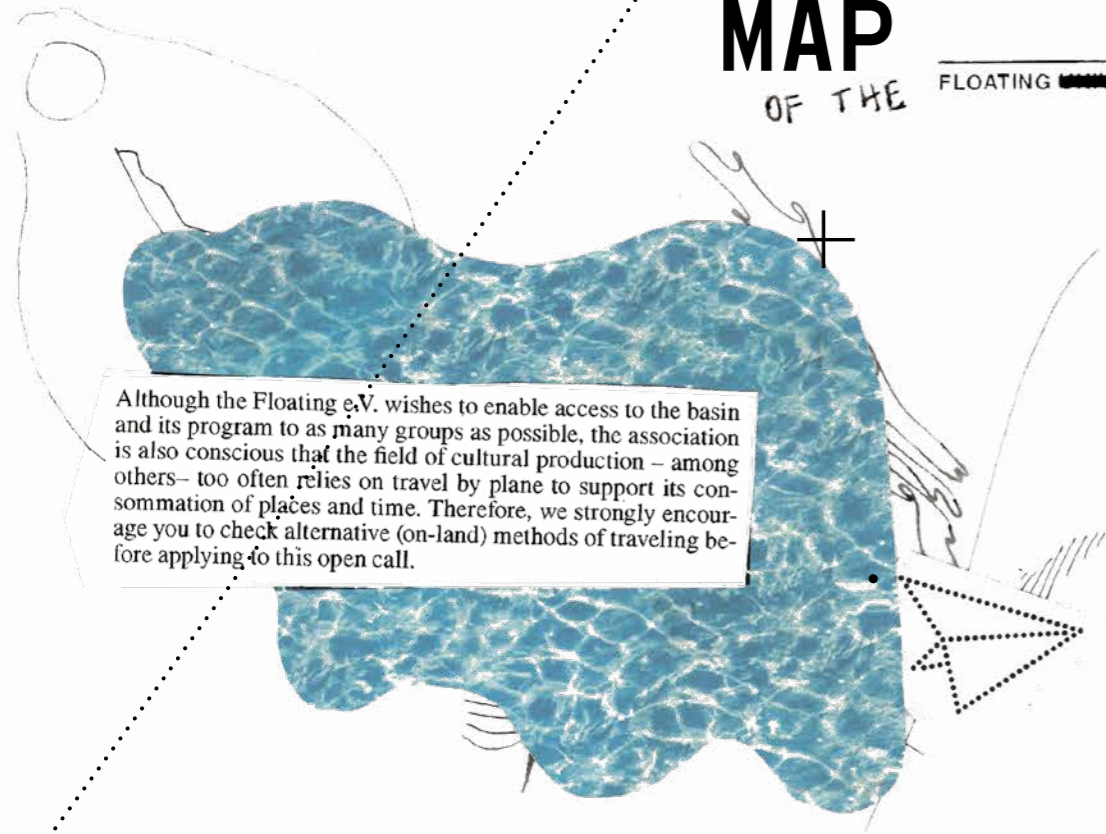 MAP
OF THE
FLOATING
Although the Floating e.V. wishes to enable access to the basin
and its program to as many groups as possible, the association
is also conscious that the field of cultural production – among
others– too often relies on travel by plane to support its con-
sommation of places and time. Therefore, we strongly encour-
age you to check alternative (on-land) methods of traveling be-
fore applying to this open call.